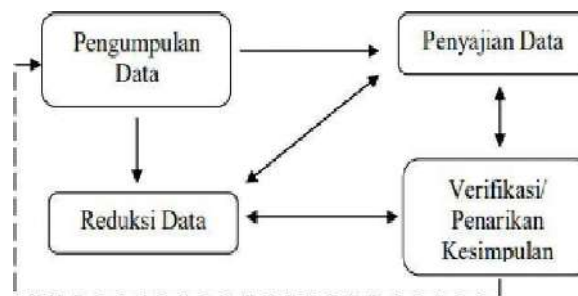 Pengumpulan
Data
Penyajian Data
Reduksi Data
Verifikasi/
Penarikan
Kesimpulan